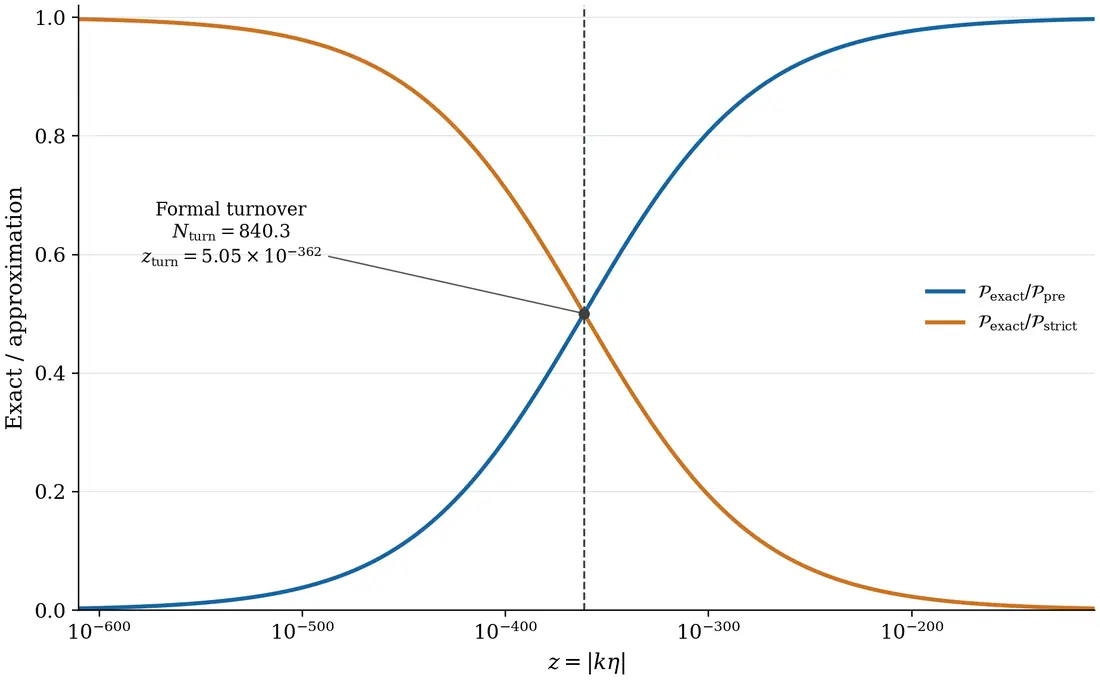 1.0
0.8
0.6
0.4
0.2
0.0
Exact / approximation
Formal turnover
N_turn = 840.3
z_turn = 5.05 × 10⁻³⁶²
𝒫_exact/𝒫_pre
𝒫_exact/𝒫_strict
10⁻⁶⁰⁰ 10⁻⁵⁰⁰ 10⁻⁴⁰⁰ 10⁻³⁰⁰ 10⁻²⁰⁰
z = |kη|